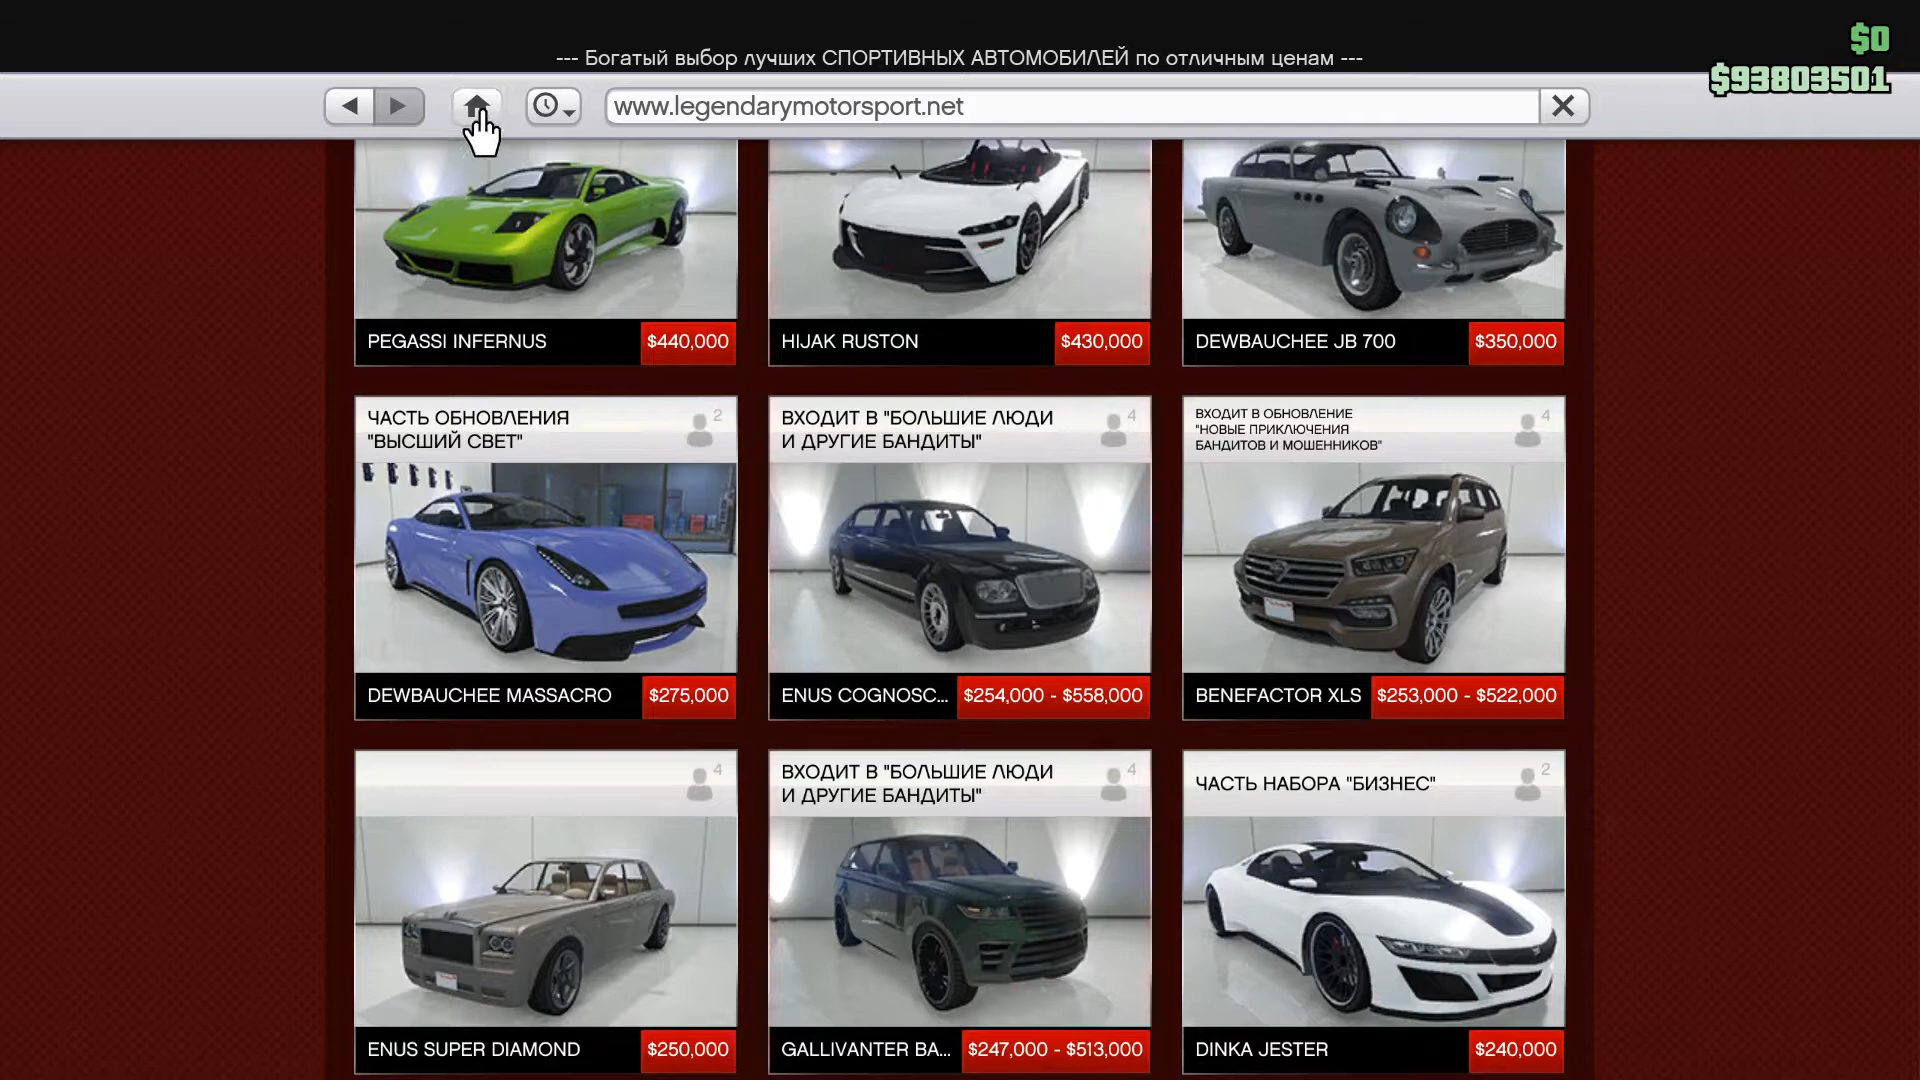 --- Богатый выбор лучших СПОРТИВНЫХ АВТОМОБИЛЕЙ по отличным ценам ---
$0
$93803501
www.legendarymotorsport.net
PEGASSI INFERNUS $440,000
HIJAK RUSTON $430,000
DEWBAUCHEE JB 700 $350,000
ЧАСТЬ ОБНОВЛЕНИЯ
"ВЫСШИЙ СВЕТ"
2
ВХОДИТ В "БОЛЬШИЕ ЛЮДИ
И ДРУГИЕ БАНДИТЫ"
4
ВХОДИТ В ОБНОВЛЕНИЕ
"НОВЫЕ ПРИКЛЮЧЕНИЯ
БАНДИТОВ И МОШЕННИКОВ"
4
DEWBAUCHEE MASSACRO $275,000
ENUS COGNOSC... $254,000 - $558,000
BENEFACTOR XLS $253,000 - $522,000
4
ВХОДИТ В "БОЛЬШИЕ ЛЮДИ
И ДРУГИЕ БАНДИТЫ"
4
ЧАСТЬ НАБОРА "БИЗНЕС"
2
ENUS SUPER DIAMOND $250,000
GALLIVANTER BA... $247,000 - $513,000
DINKA JESTER $240,000